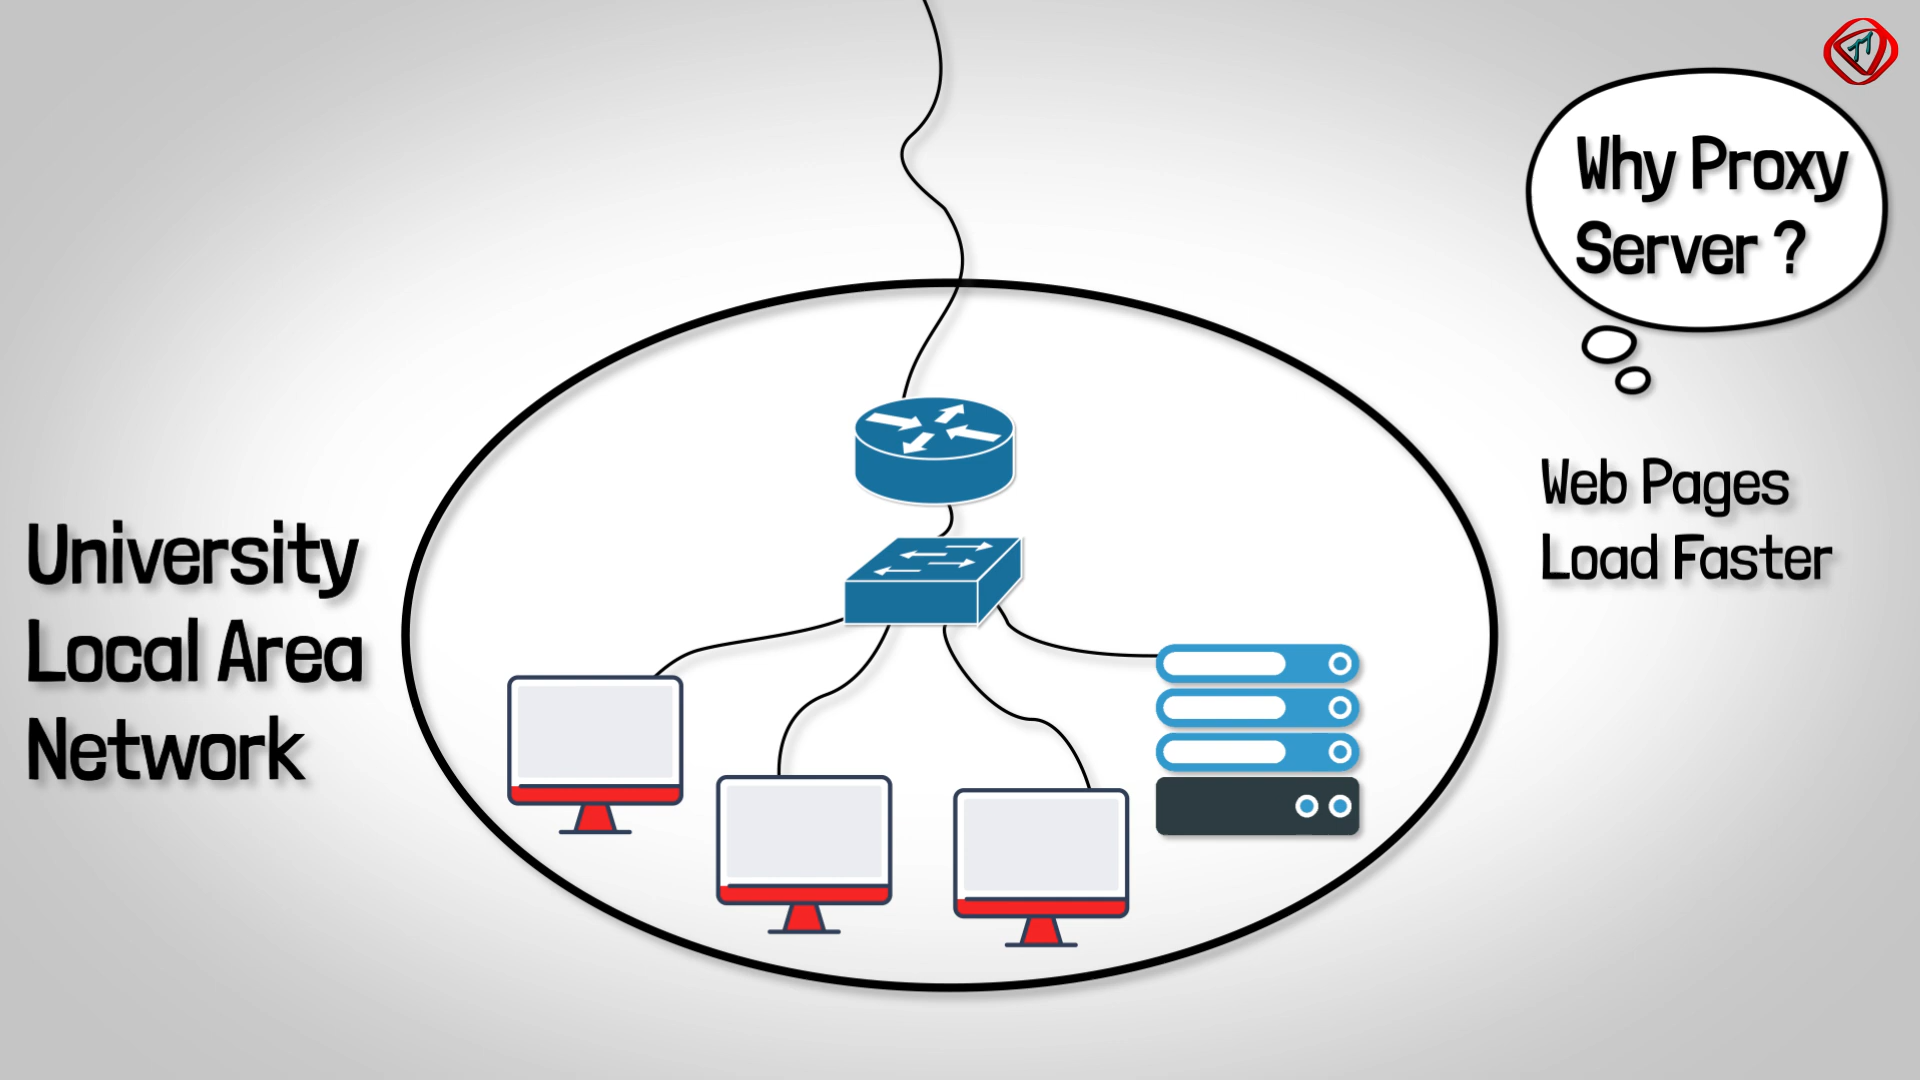 University
Local Area
Network
Why Proxy
Server ?
Web Pages
Load Faster